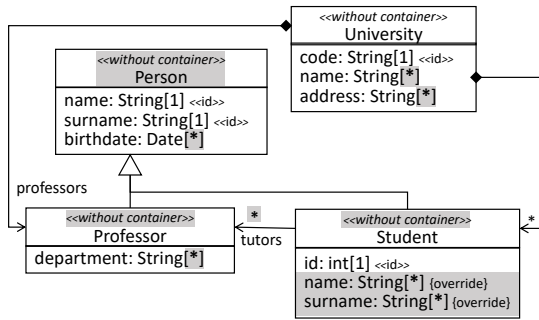 <<without container>>
University
code: String[1] <<id>>
name: String[*]
address: String[*]
<<without container>>
Person
name: String[1] <<id>>
surname: String[1] <<id>>
birthdate: Date[*]
professors
<<without container>>
Professor
department: String[*]
*
tutors
<<without container>>
Student
id: int[1] <<id>>
name: String[*] {override}
surname: String[*] {override}
*